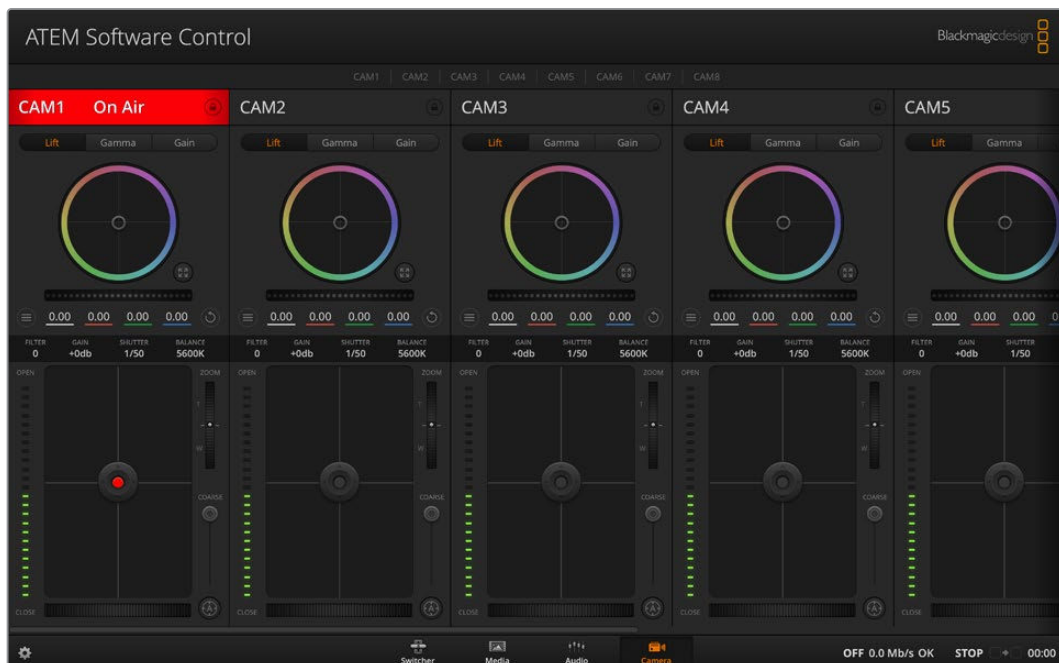 ATEM Software Control
Blackmagicdesign
CAM1 CAM2 CAM3 CAM4 CAM5 CAM6 CAM7 CAM8
CAM1 On Air CAM2 CAM3 CAM4 CAM5
Lift Gamma Gain Lift Gamma Gain Lift Gamma Gain Lift Gamma Gain Lift Gamma
0.00 0.00 0.00 0.00 0.00 0.00 0.00 0.00 0.00 0.00 0.00 0.00 0.00 0.00 0.00 0.00 0.00 0.00 0.00
FILTER GAIN SHUTTER BALANCE FILTER GAIN SHUTTER BALANCE FILTER GAIN SHUTTER BALANCE FILTER GAIN SHUTTER BALANCE FILTER GAIN SHUTTER
0 +0db 1/50 5600K 0 +0db 1/50 5600K 0 +0db 1/50 5600K 0 +0db 1/50 5600K 0 +0db 1/50
OPEN ZOOM OPEN ZOOM OPEN ZOOM OPEN ZOOM OPEN
T T T T
W W W W
COARSE COARSE COARSE COARSE
CLOSE CLOSE CLOSE CLOSE CLOSE
Switcher Media Audio Camera OFF 0.0 Mb/s OK STOP 00:00